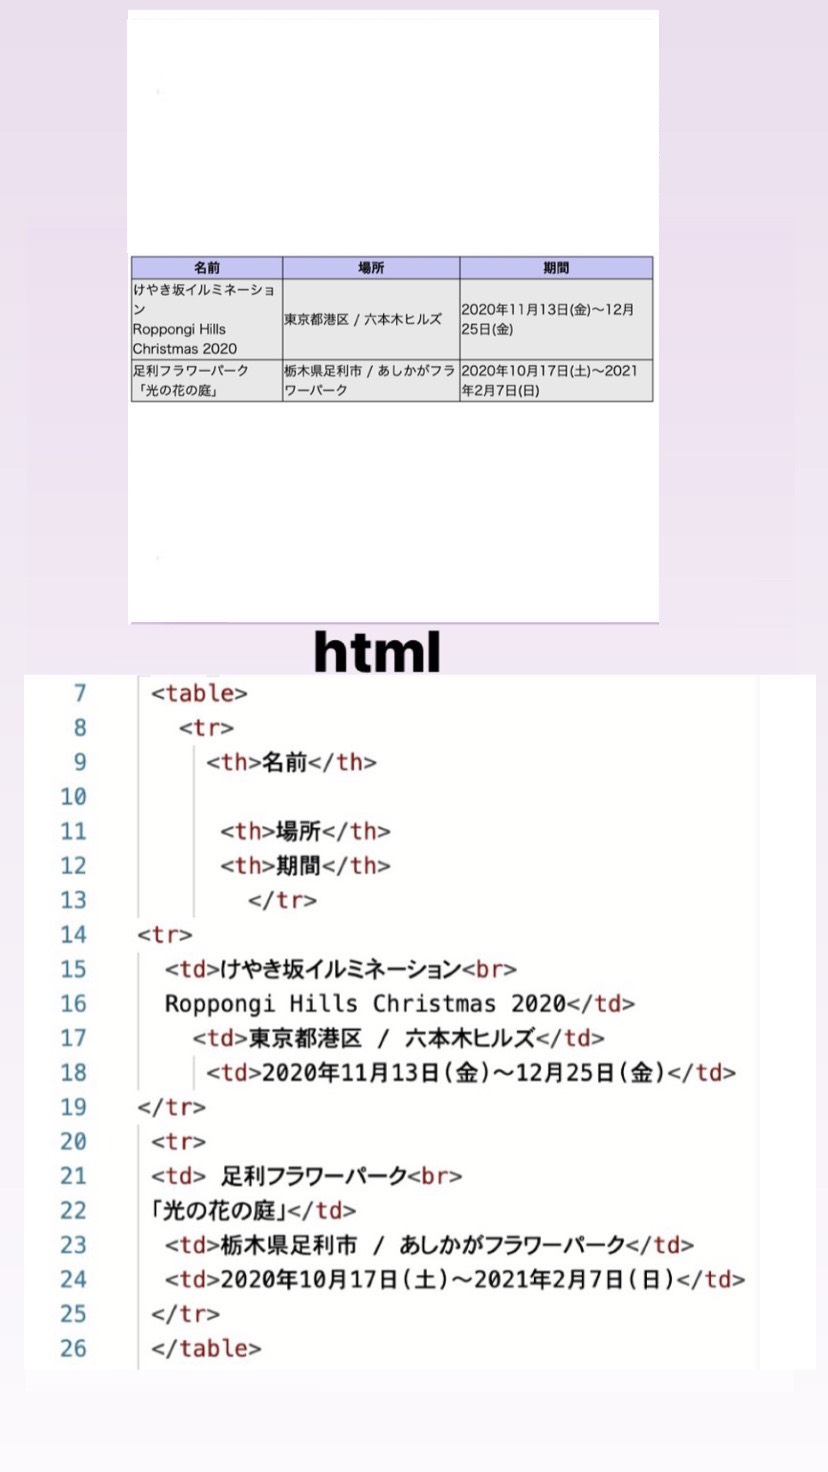 名前 場所 期間
けやき坂イルミネーショ
ン
Roppongi Hills
Christmas 2020
東京都港区 / 六本木ヒルズ
2020年11月13日(金)〜12月
25日(金)
足利フラワーパーク
「光の花の庭」
栃木県足利市 / あしかがフラ
ワーパーク
2020年10月17日(土)〜2021
年2月7日(日)
html
7 <table>
8 <tr>
9 <th>名前</th>
10
11 <th>場所</th>
12 <th>期間</th>
13 </tr>
14 <tr>
15 <td>けやき坂イルミネーション<br>
16 Roppongi Hills Christmas 2020</td>
17 <td>東京都港区 / 六本木ヒルズ</td>
18 <td>2020年11月13日(金)〜12月25日(金)</td>
19 </tr>
20 <tr>
21 <td> 足利フラワーパーク<br>
22 「光の花の庭」</td>
23 <td>栃木県足利市 / あしかがフラワーパーク</td>
24 <td>2020年10月17日(土)〜2021年2月7日(日)</td>
25 </tr>
26 </table>